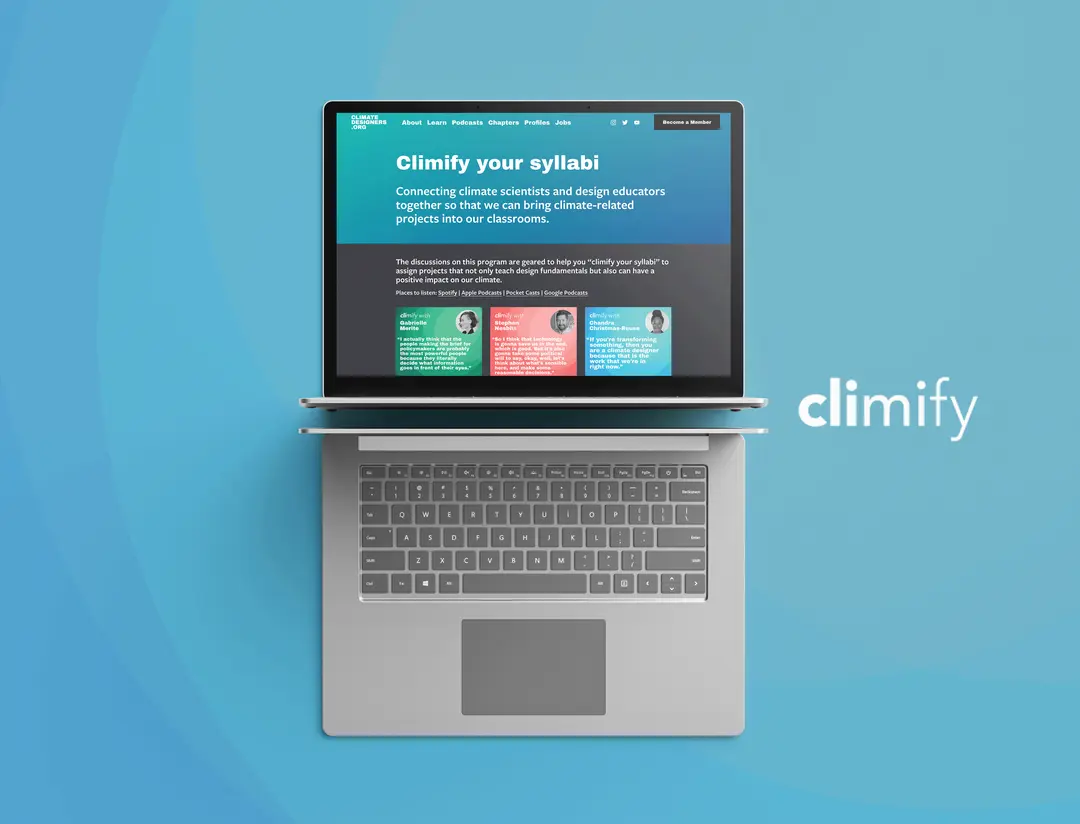 CLIMATE
DESIGNERS
.ORG
About Learn Podcasts Chapters Profiles Jobs
Become a Member
Climify your syllabi
Connecting climate scientists and design educators
together so that we can bring climate-related
projects into our classrooms.
The discussions on this program are geared to help you “climify your syllabi” to
assign projects that not only teach design fundamentals but also can have a
positive impact on our climate.
Places to listen: Spotify | Apple Podcasts | Pocket Casts | Google Podcasts
climify with
Gabrielle
Merite
“I actually think that the
people making the brief for
policymakers are probably
the most powerful people
because they literally
decide what information
goes in front of their eyes.”
climify with
Stephen
Nesbits
“So I think that technology
is gonna save us in the end,
which is good. But it's also
gonna take some political
will to say, okay, well, let's
think about what's sensible
here, and make some
reasonable decisions.”
climify with
Chandra
Christmas-Rouse
“If you're transforming
something, then you
are a climate designer
because that is the
work that we're in
right now.”
climify
Q W E R T Y U I O P
A S D F G H J K L
Z X C V B N M